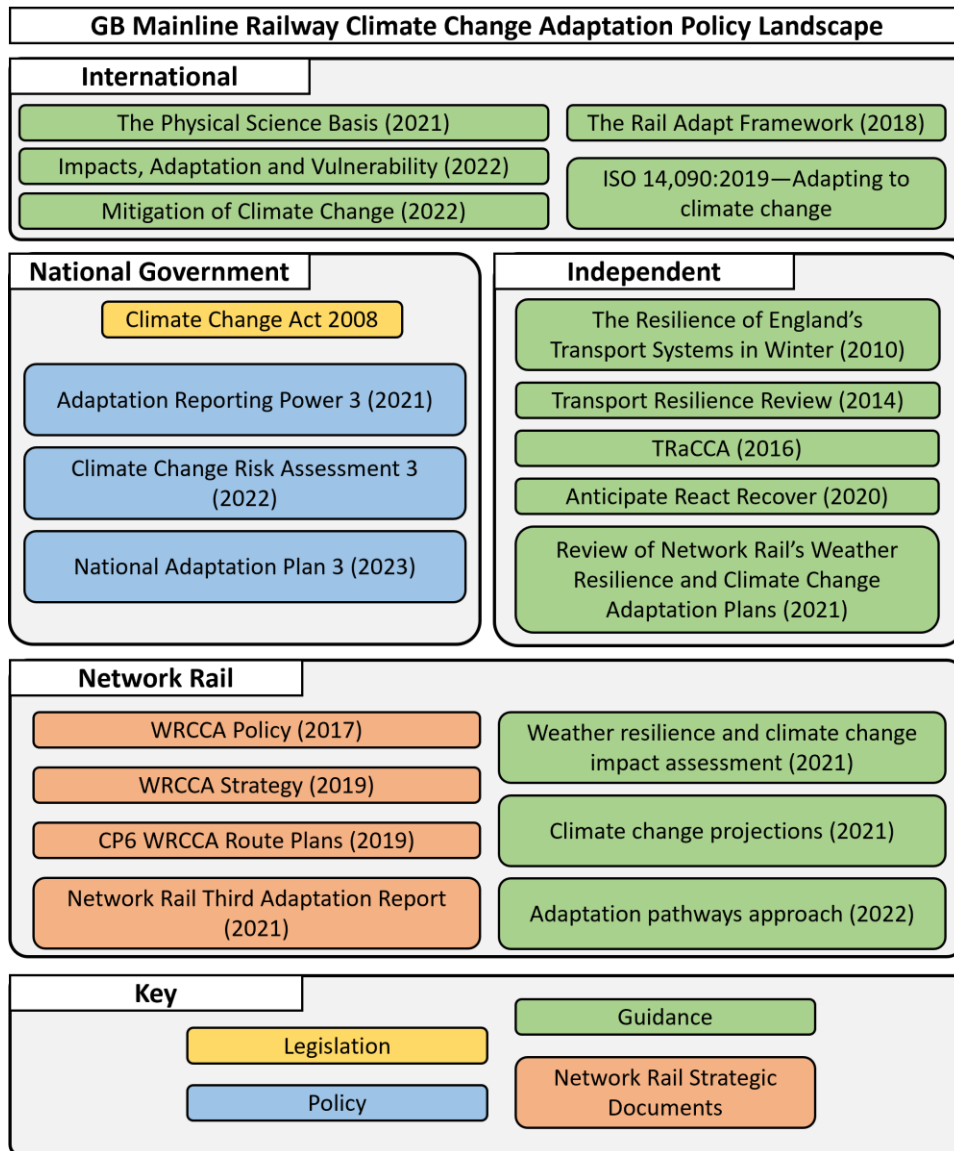 GB Mainline Railway Climate Change Adaptation Policy Landscape
International
The Physical Science Basis (2021)
Impacts, Adaptation and Vulnerability (2022)
Mitigation of Climate Change (2022)
The Rail Adapt Framework (2018)
ISO 14,090:2019—Adapting to
climate change
National Government
Climate Change Act 2008
Adaptation Reporting Power 3 (2021)
Climate Change Risk Assessment 3
(2022)
National Adaptation Plan 3 (2023)
Independent
The Resilience of England’s
Transport Systems in Winter (2010)
Transport Resilience Review (2014)
TRaCCA (2016)
Anticipate React Recover (2020)
Review of Network Rail’s Weather
Resilience and Climate Change
Adaptation Plans (2021)
Network Rail
WRCCA Policy (2017)
WRCCA Strategy (2019)
CP6 WRCCA Route Plans (2019)
Network Rail Third Adaptation Report
(2021)
Weather resilience and climate change
impact assessment (2021)
Climate change projections (2021)
Adaptation pathways approach (2022)
Key
Legislation
Policy
Guidance
Network Rail Strategic
Documents